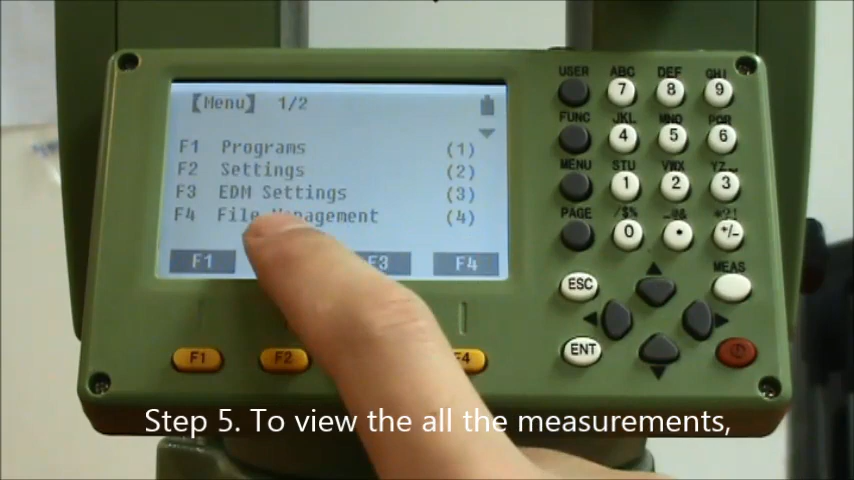 【Menu】 1/2
F1 Programs (1)
F2 Settings (2)
F3 EDM Settings (3)
F4 File Management (4)
F1 F3 F4
F1 F2 F4
USER ABC DEF GHI
7 8 9
FUNC JKL MNO PQR
4 5 6
MENU STU VWX YZ_
1 2 3
PAGE /$% _@& *?!
0 • */-
ESC MEAS
ENT
Step 5. To view the all the measurements,